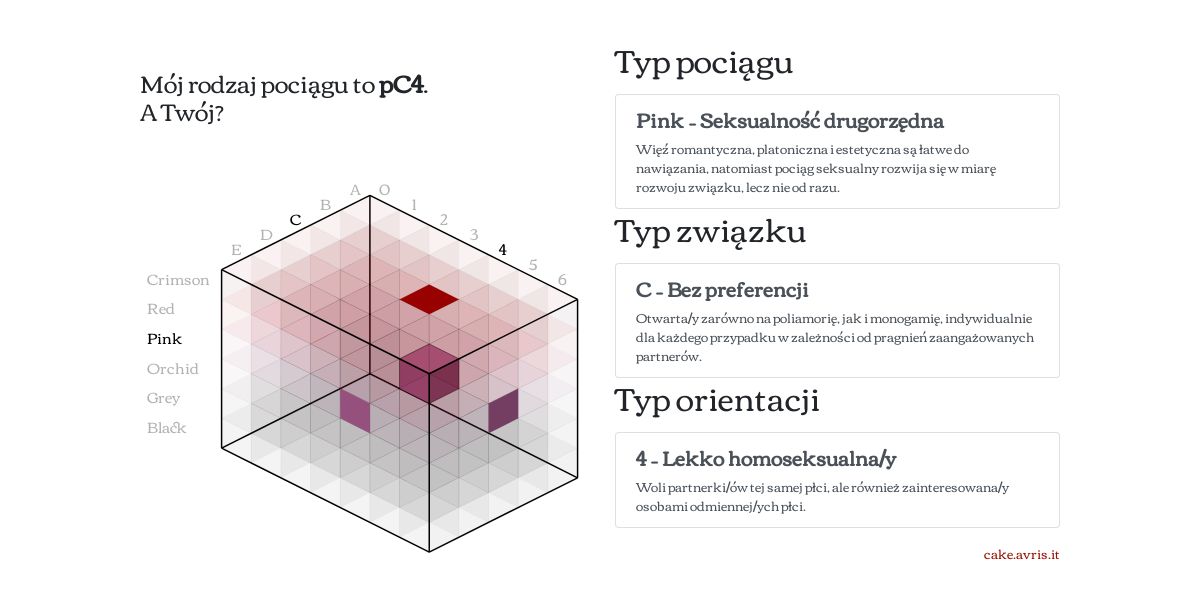 Mój rodzaj pociągu to pC4.
A Twój?
A O
B 1
C 2
D 3
E 4
5
6
Crimson
Red
Pink
Orchid
Grey
Black
Typ pociągu
Pink - Seksualność drugorzędna
Więź romantyczna, platoniczna i estetyczna są łatwe do
nawiązania, natomiast pociąg seksualny rozwija się w miarę
rozwoju związku, lecz nie od razu.
Typ związku
C - Bez preferencji
Otwarta/y zarówno na poliamorię, jak i monogamię, indywidualnie
dla każdego przypadku w zależności od pragnień zaangażowanych
partnerów.
Typ orientacji
4 - Lekko homoseksualna/y
Woli partnerki/ów tej samej płci, ale również zainteresowana/y
osobami odmiennej/ych płci.
cake.avris.it